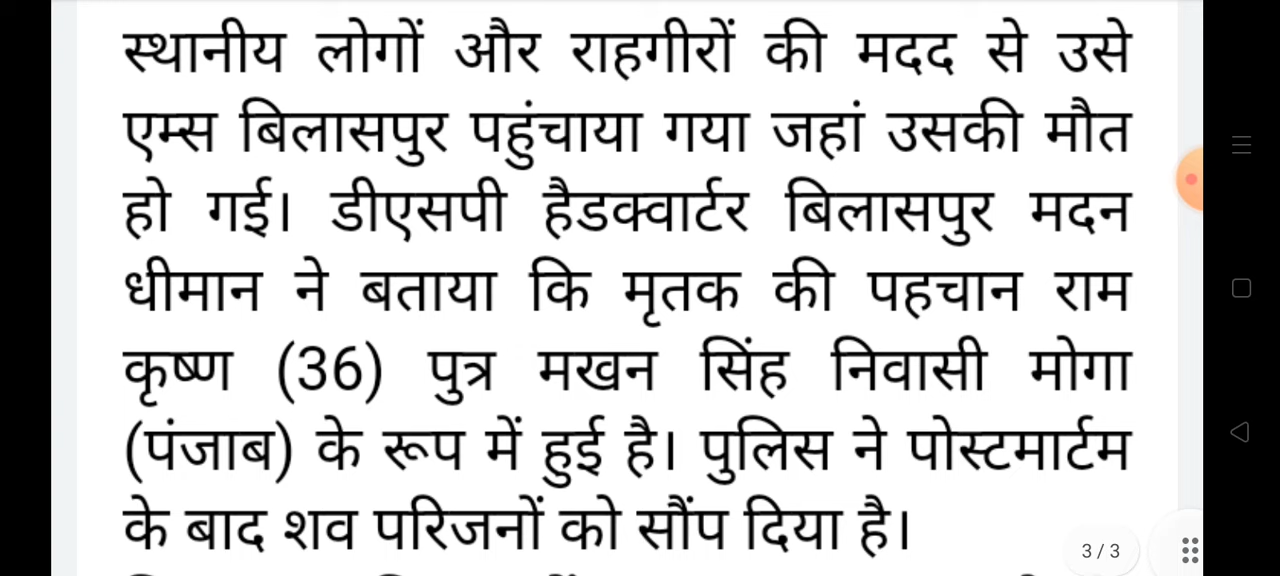 स्थानीय लोगों और राहगीरों की मदद से उसे
एम्स बिलासपुर पहुंचाया गया जहां उसकी मौत
हो गई। डीएसपी हैडक्वार्टर बिलासपुर मदन
धीमान ने बताया कि मृतक की पहचान राम
कृष्ण (36) पुत्र मखन सिंह निवासी मोगा
(पंजाब) के रूप में हुई है। पुलिस ने पोस्टमार्टम
के बाद शव परिजनों को सौंप दिया है।
3 / 3